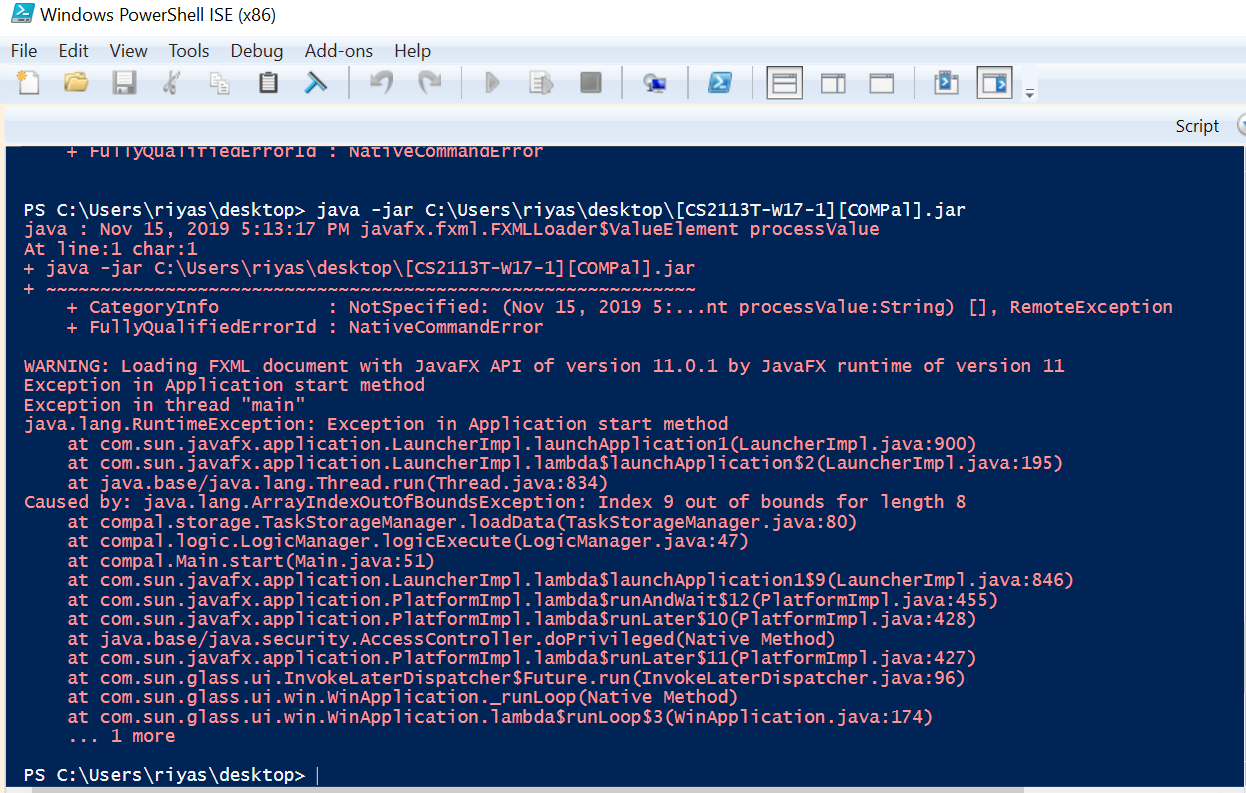 Windows PowerShell ISE (x86)
File Edit View Tools Debug Add-ons Help
Script
+ FullyQualifiedErrorId : NativeCommandError
PS C:\Users\riyas\desktop> java -jar C:\Users\riyas\desktop\[CS2113T-W17-1][COMPal].jar
java : Nov 15, 2019 5:13:17 PM javafx.fxml.FXMLLoader$ValueElement processValue
At line:1 char:1
+ java -jar C:\Users\riyas\desktop\[CS2113T-W17-1][COMPal].jar
+ ~~~~~~~~~~~~~~~~~~~~~~~~~~~~~~~~~~~~~~~~~~~~~~~~~~~~~~~~~~~~
+ CategoryInfo : NotSpecified: (Nov 15, 2019 5:...nt processValue:String) [], RemoteException
+ FullyQualifiedErrorId : NativeCommandError
WARNING: Loading FXML document with JavaFX API of version 11.0.1 by JavaFX runtime of version 11
Exception in Application start method
Exception in thread "main"
java.lang.RuntimeException: Exception in Application start method
at com.sun.javafx.application.LauncherImpl.launchApplication1(LauncherImpl.java:900)
at com.sun.javafx.application.LauncherImpl.lambda$launchApplication$2(LauncherImpl.java:195)
at java.base/java.lang.Thread.run(Thread.java:834)
Caused by: java.lang.ArrayIndexOutOfBoundsException: Index 9 out of bounds for length 8
at compal.storage.TaskStorageManager.loadData(TaskStorageManager.java:80)
at compal.logic.LogicManager.logicExecute(LogicManager.java:47)
at compal.Main.start(Main.java:51)
at com.sun.javafx.application.LauncherImpl.lambda$launchApplication1$9(LauncherImpl.java:846)
at com.sun.javafx.application.PlatformImpl.lambda$runAndWait$12(PlatformImpl.java:455)
at com.sun.javafx.application.PlatformImpl.lambda$runLater$10(PlatformImpl.java:428)
at java.base/java.security.AccessController.doPrivileged(Native Method)
at com.sun.javafx.application.PlatformImpl.lambda$runLater$11(PlatformImpl.java:427)
at com.sun.glass.ui.InvokeLaterDispatcher$Future.run(InvokeLaterDispatcher.java:96)
at com.sun.glass.ui.win.WinApplication._runLoop(Native Method)
at com.sun.glass.ui.win.WinApplication.lambda$runLoop$3(WinApplication.java:174)
... 1 more
PS C:\Users\riyas\desktop>